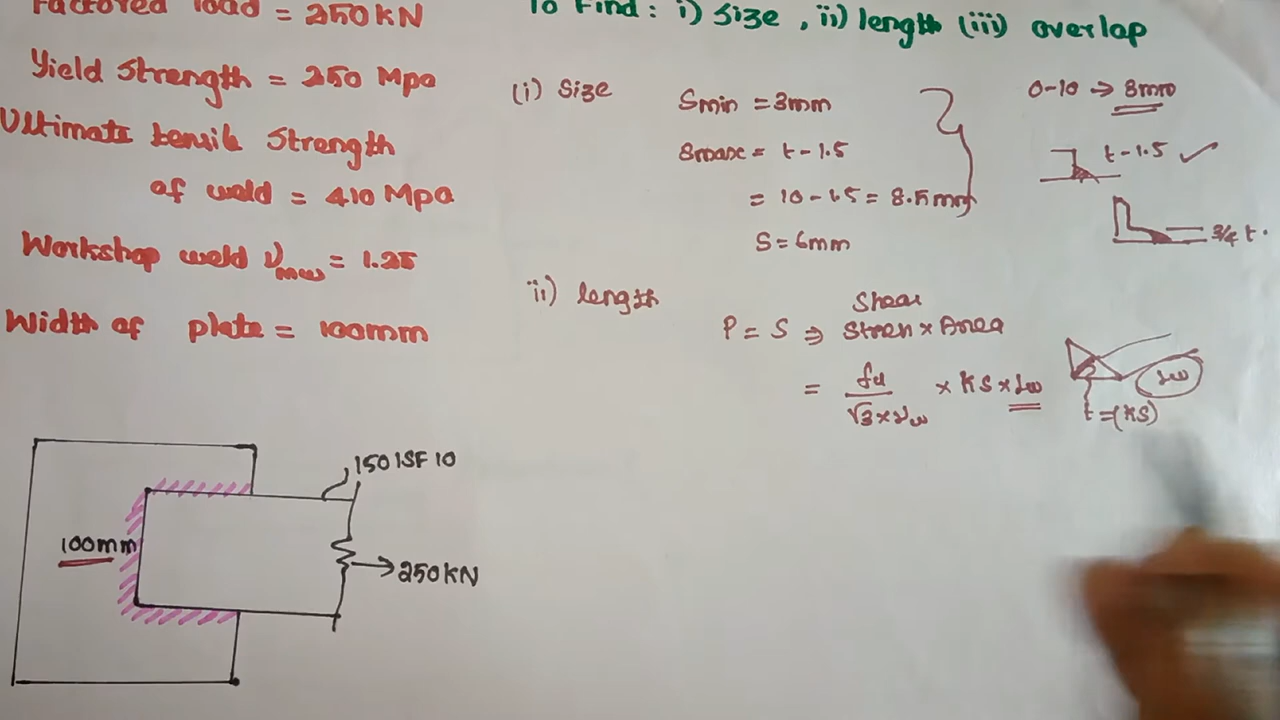 Factored load = 250 KN
Yield Strength = 250 Mpa
Ultimate tensile Strength
of weld = 410 Mpa
Workshop weld γmw = 1.25
Width of plate = 100mm
To Find : i) Size , ii) length (iii) overlap
(i) Size
Smin = 3mm
Smax = t - 1.5
= 10 - 1.5 = 8.5mm
S = 6mm
0-10 → 8mm
t - 1.5 ✓
3/4 t.
ii) length
Shear
P = S ⇒ Stress × Area
= fu / √3 × γw × KS × Lw
Lw
t = (KS)
150 ISF 10
100mm
250KN